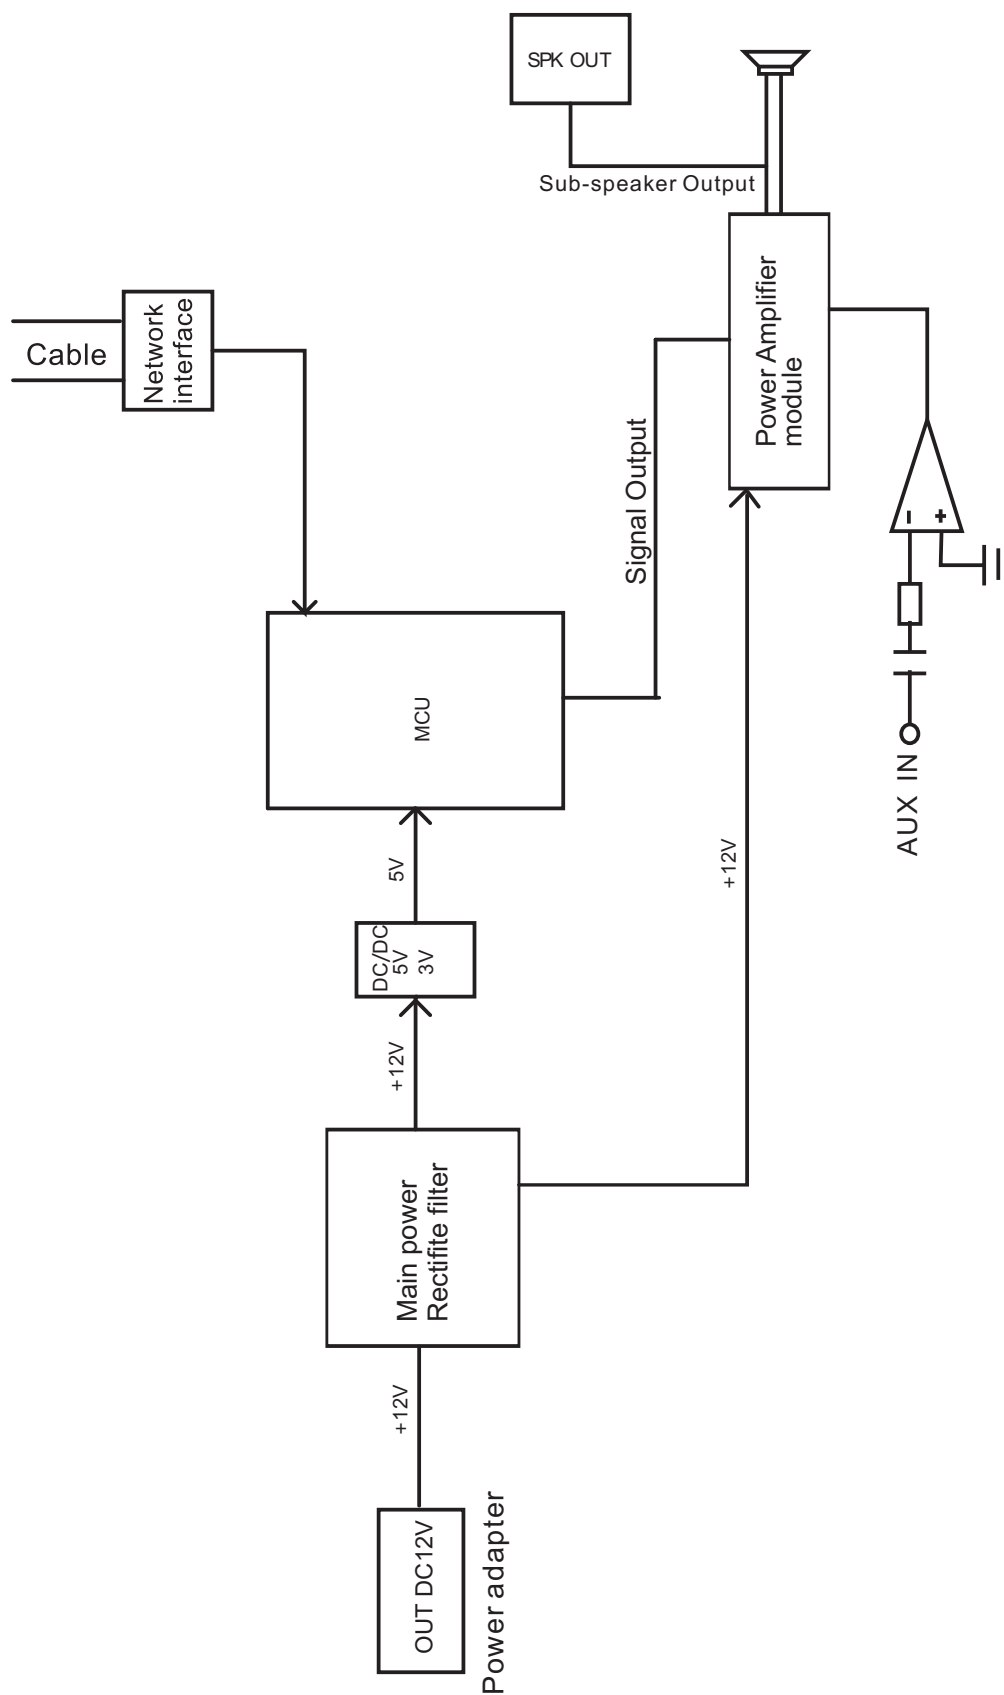 SPK OUT
Sub-speaker Output
Cable
Network
interface
Power Amplifier
module
Signal Output
MCU
5V
DC/DC
5V
3V
+12V
+12V
Main power
Rectifite filter
+12V
OUT DC12V
Power adapter
AUX IN
−
+